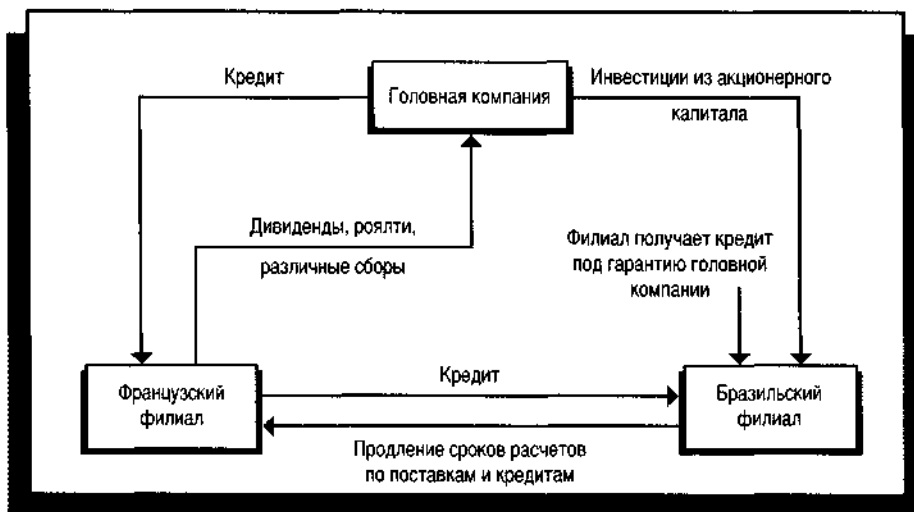 Кредит
Головная компания
Инвестиции из акционерного
капитала
Дивиденды, роялти,
различные сборы
Филиал получает кредит
под гарантию головной
компании
Французский
филиал
Кредит
Бразильский
филиал
Продление сроков расчетов
по поставкам и кредитам